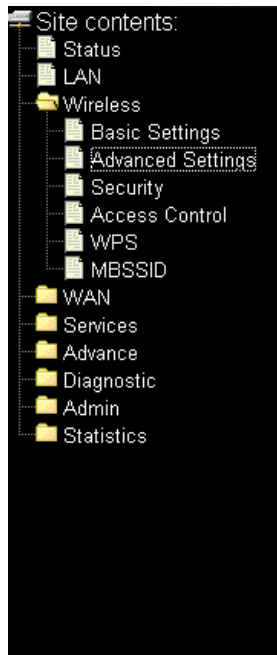 Site contents:
Status
LAN
Wireless
Basic Settings
Advanced Settings
Security
Access Control
WPS
MBSSID
WAN
Services
Advance
Diagnostic
Admin
Statistics